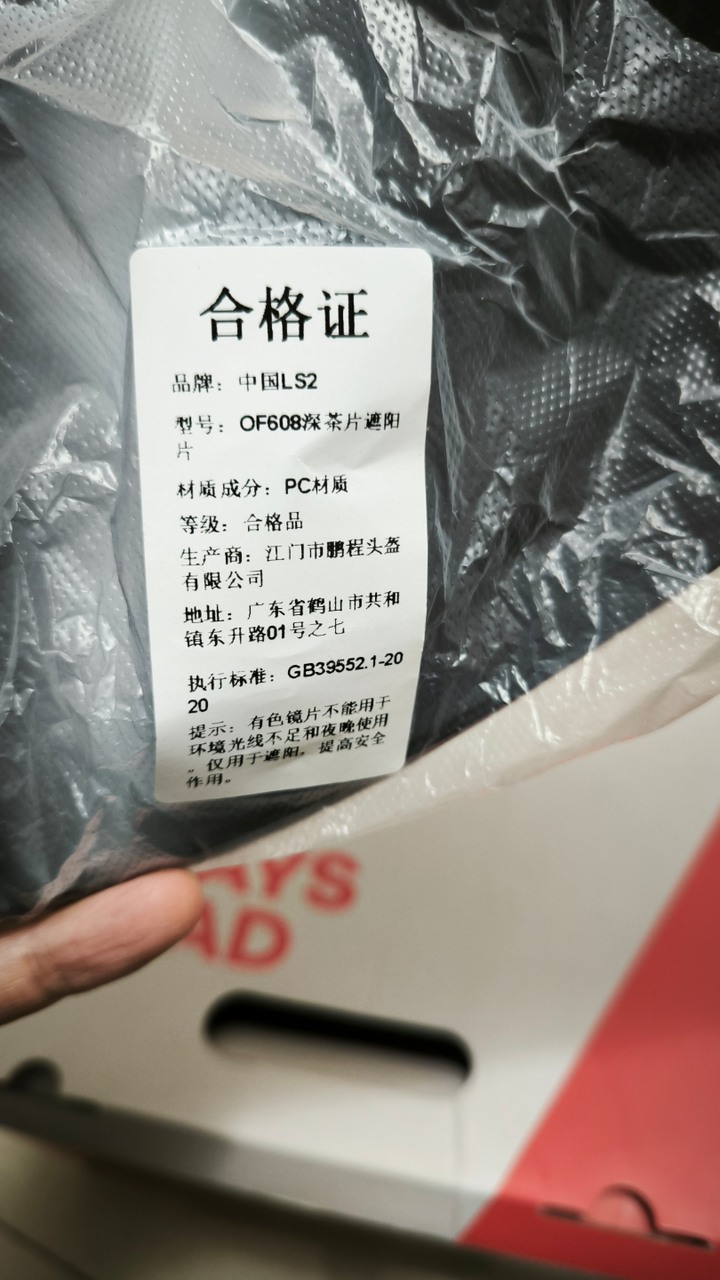 合格证
品牌：中国LS2
型号：OF608深茶片遮阳
片
材质成分：PC材质
等级：合格品
生产商：江门市鹏程头盔
有限公司
地址：广东省鹤山市共和
镇东升路01号之七
执行标准：GB39552.1-20
20
提示：有色镜片不能用于
环境光线不足和夜晚使用
。仅用于遮阳。提高安全
作用。
AYS
AD